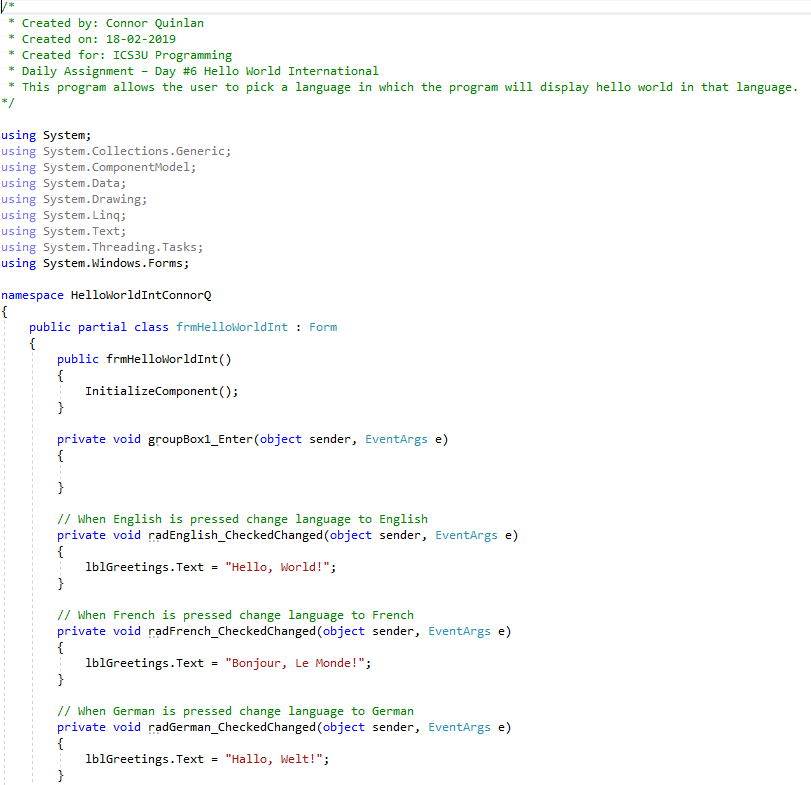 /*
 * Created by: Connor Quinlan
 * Created on: 18-02-2019
 * Created for: ICS3U Programming
 * Daily Assignment – Day #6 Hello World International
 * This program allows the user to pick a language in which the program will display hello world in that language.
*/

using System;
using System.Collections.Generic;
using System.ComponentModel;
using System.Data;
using System.Drawing;
using System.Linq;
using System.Text;
using System.Threading.Tasks;
using System.Windows.Forms;

namespace HelloWorldIntConnorQ
{
    public partial class frmHelloWorldInt : Form
    {
        public frmHelloWorldInt()
        {
            InitializeComponent();
        }

        private void groupBox1_Enter(object sender, EventArgs e)
        {

        }

        // When English is pressed change language to English
        private void radEnglish_CheckedChanged(object sender, EventArgs e)
        {
            lblGreetings.Text = "Hello, World!";
        }

        // When French is pressed change language to French
        private void radFrench_CheckedChanged(object sender, EventArgs e)
        {
            lblGreetings.Text = "Bonjour, Le Monde!";
        }

        // When German is pressed change language to German
        private void radGerman_CheckedChanged(object sender, EventArgs e)
        {
            lblGreetings.Text = "Hallo, Welt!";
        }